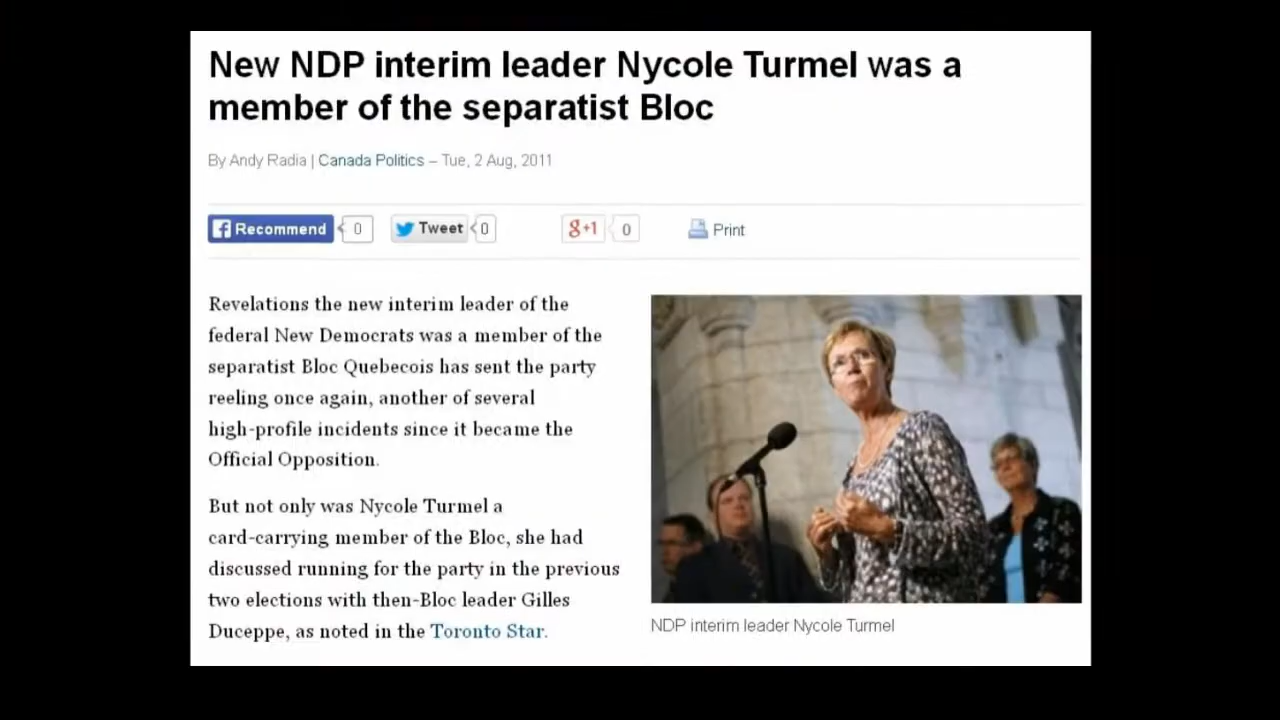 New NDP interim leader Nycole Turmel was a
member of the separatist Bloc
By Andy Radia | Canada Politics – Tue, 2 Aug, 2011
Recommend 0 Tweet 0 g+1 0 Print
Revelations the new interim leader of the
federal New Democrats was a member of the
separatist Bloc Quebecois has sent the party
reeling once again, another of several
high-profile incidents since it became the
Official Opposition.
But not only was Nycole Turmel a
card-carrying member of the Bloc, she had
discussed running for the party in the previous
two elections with then-Bloc leader Gilles
Duceppe, as noted in the Toronto Star.
NDP interim leader Nycole Turmel